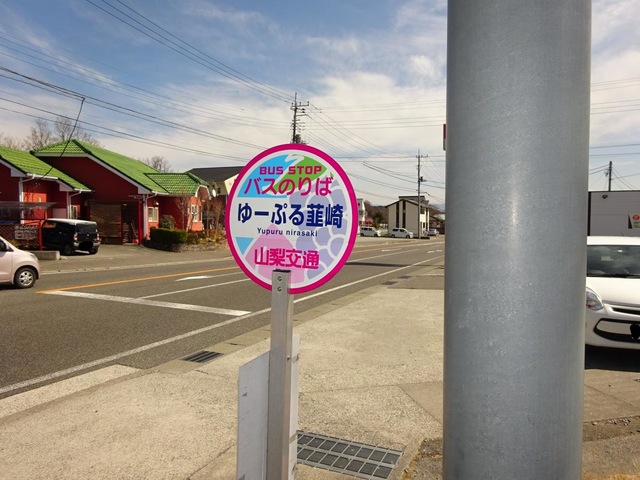 BUS STOP
バスのりば
ゆーぷる韮崎
Yupuru nirasaki
山梨交通